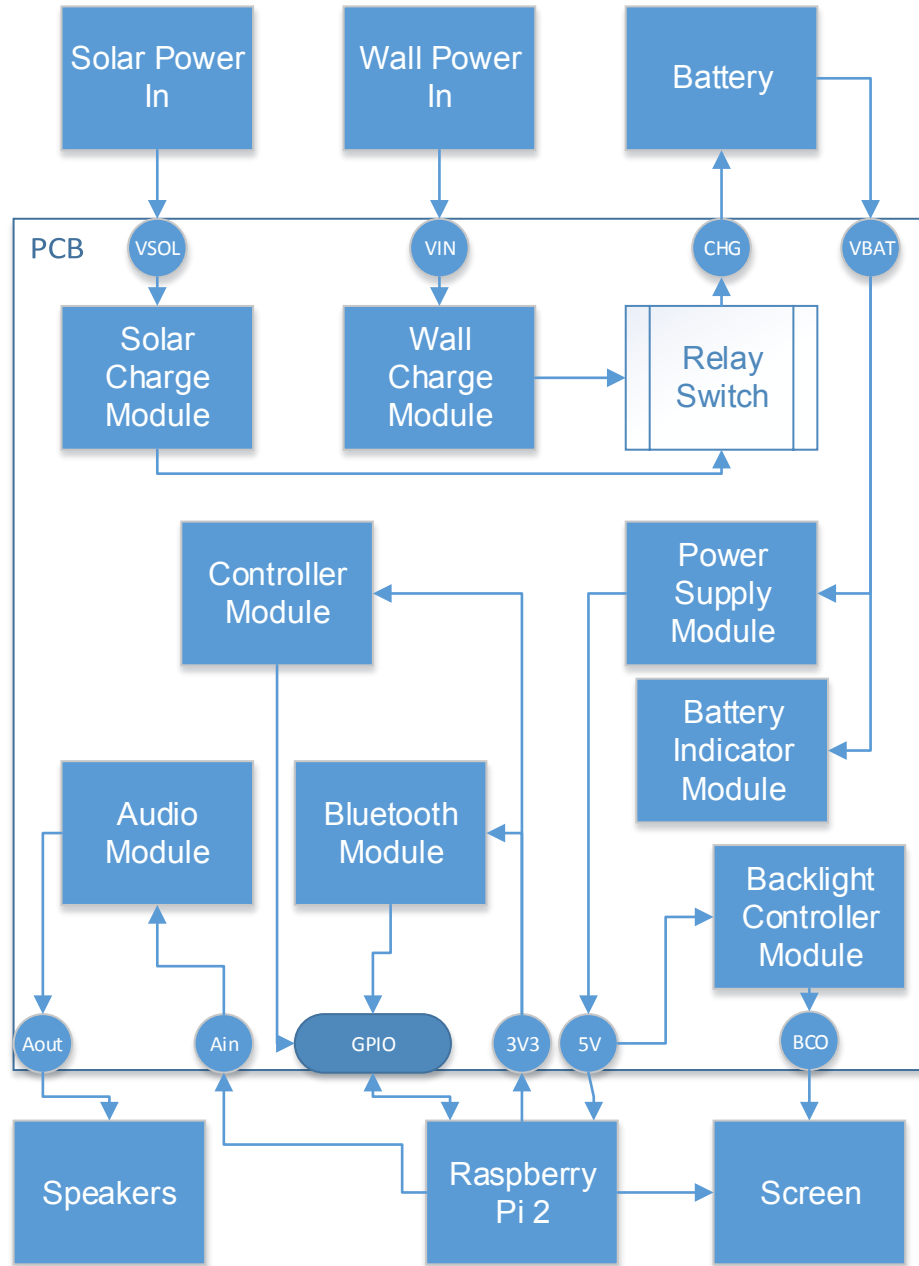 Solar Power
In
Wall Power
In
Battery
PCB
VSOL
VIN
CHG
VBAT
Solar
Charge
Module
Wall
Charge
Module
Relay
Switch
Controller
Module
Power
Supply
Module
Battery
Indicator
Module
Audio
Module
Bluetooth
Module
Backlight
Controller
Module
Aout
Ain
GPIO
3V3
5V
BCO
Speakers
Raspberry
Pi 2
Screen